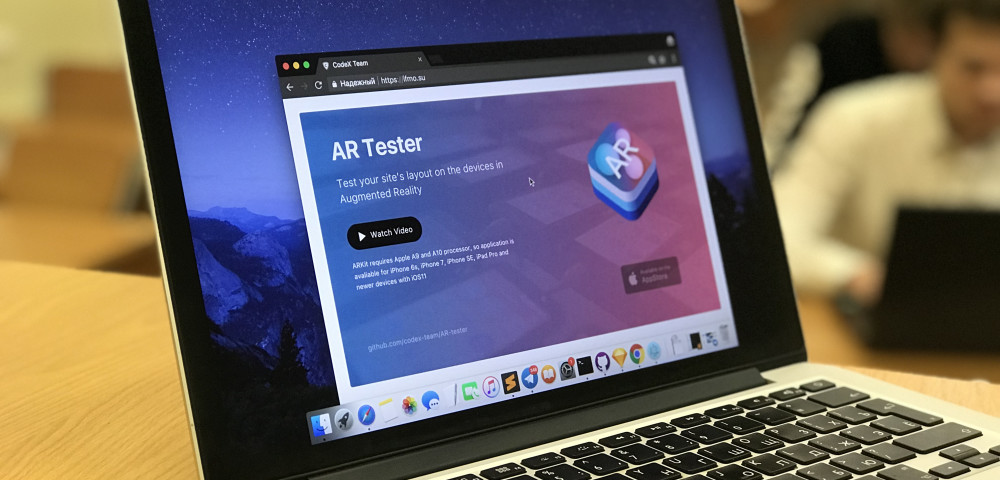 CodeX Team
Надежный https://ifmo.su
AR Tester
Test your site's layout on the devices in
Augmented Reality
Watch Video
ARKit requires Apple A9 and A10 processor, so application is
available for iPhone 6s, iPhone 7, iPhone SE, iPad Pro and
newer devices with iOS11
AR
Available on the
AppStore
github.com/codex-team/AR-tester